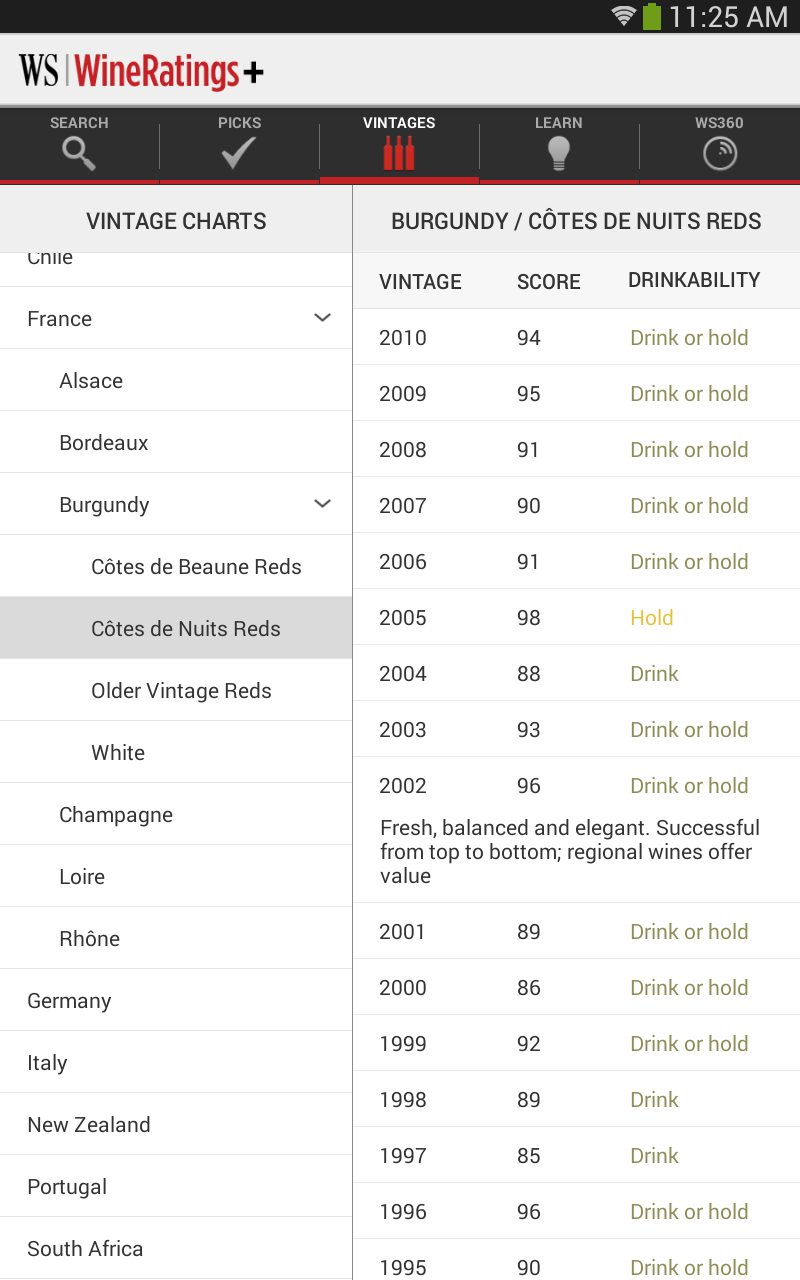 11:25 AM
WS | WineRatings+
SEARCH
PICKS
VINTAGES
LEARN
WS360
VINTAGE CHARTS
Chile
France
Alsace
Bordeaux
Burgundy
Côtes de Beaune Reds
Côtes de Nuits Reds
Older Vintage Reds
White
Champagne
Loire
Rhône
Germany
Italy
New Zealand
Portugal
South Africa
BURGUNDY / CÔTES DE NUITS REDS
VINTAGE SCORE DRINKABILITY
2010 94 Drink or hold
2009 95 Drink or hold
2008 91 Drink or hold
2007 90 Drink or hold
2006 91 Drink or hold
2005 98 Hold
2004 88 Drink
2003 93 Drink or hold
2002 96 Drink or hold
Fresh, balanced and elegant. Successful
from top to bottom; regional wines offer
value
2001 89 Drink or hold
2000 86 Drink or hold
1999 92 Drink or hold
1998 89 Drink
1997 85 Drink
1996 96 Drink or hold
1995 90 Drink or hold